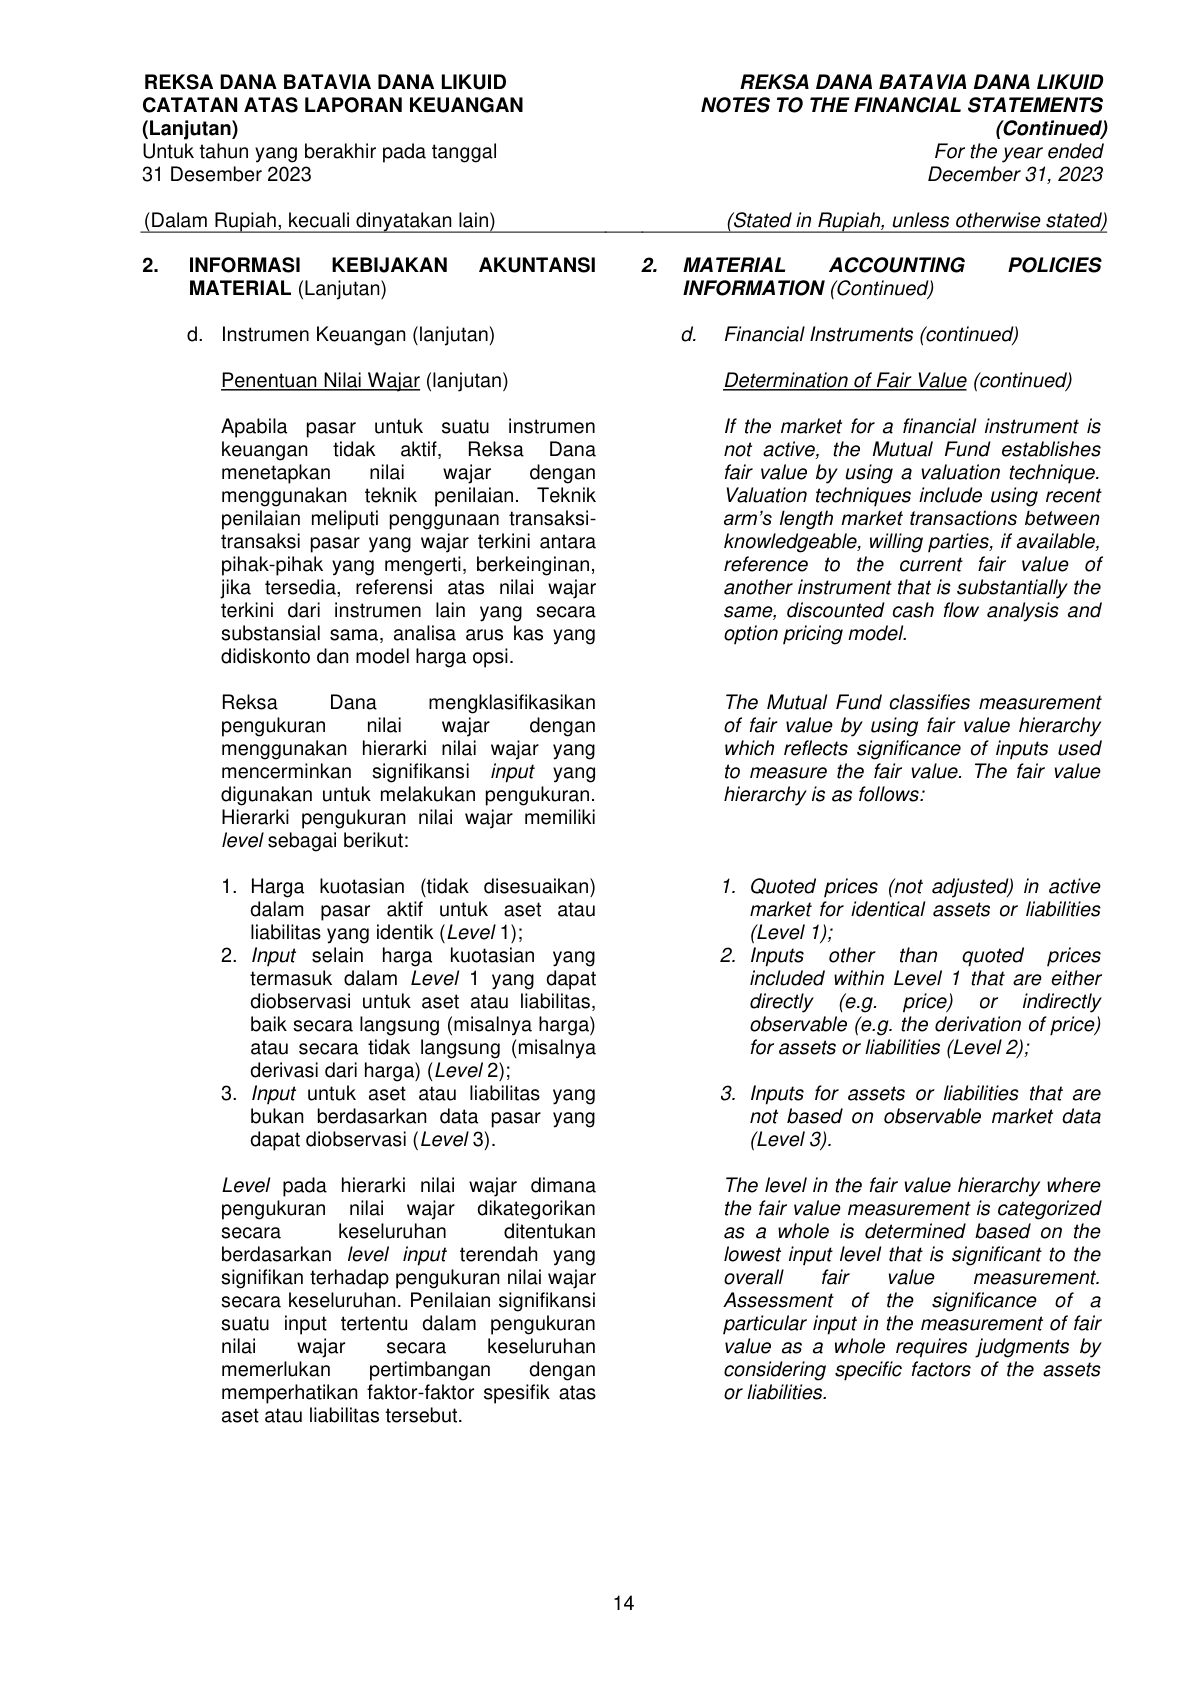 REKSA DANA BATAVIA DANA LIKUID
CATATAN ATAS LAPORAN KEUANGAN
(Lanjutan)
Untuk tahun yang berakhir pada tanggal
31 Desember 2023
(Dalam Rupiah, kecuali dinyatakan lain)
REKSA DANA BATAVIA DANA LIKUID
NOTES TO THE FINANCIAL STATEMENTS
(Continued)
For the year ended
December 31, 2023
(Stated in Rupiah, unless otherwise stated)
2. INFORMASI KEBIJAKAN AKUNTANSI
MATERIAL (Lanjutan)
d. Instrumen Keuangan (lanjutan)
Penentuan Nilai Wajar (lanjutan)
Apabila pasar untuk suatu instrumen
keuangan tidak aktif, Reksa Dana
menetapkan nilai wajar dengan
menggunakan teknik penilaian. Teknik
penilaian meliputi penggunaan transaksi-
transaksi pasar yang wajar terkini antara
pihak-pihak yang mengerti, berkeinginan,
jika tersedia, referensi atas nilai wajar
terkini dari instrumen lain yang secara
substansial sama, analisa arus kas yang
didiskonto dan model harga opsi.
Reksa Dana mengklasifikasikan
pengukuran nilai wajar dengan
menggunakan hierarki nilai wajar yang
mencerminkan signifikansi input yang
digunakan untuk melakukan pengukuran.
Hierarki pengukuran nilai wajar memiliki
level sebagai berikut:
1. Harga kuotasian (tidak disesuaikan)
dalam pasar aktif untuk aset atau
liabilitas yang identik (Level 1);
2. Input selain harga kuotasian yang
termasuk dalam Level 1 yang dapat
diobservasi untuk aset atau liabilitas,
baik secara langsung (misalnya harga)
atau secara tidak langsung (misalnya
derivasi dari harga) (Level 2);
3. Input untuk aset atau liabilitas yang
bukan berdasarkan data pasar yang
dapat diobservasi (Level 3).
Level pada hierarki nilai wajar dimana
pengukuran nilai wajar dikategorikan
secara keseluruhan ditentukan
berdasarkan level input terendah yang
signifikan terhadap pengukuran nilai wajar
secara keseluruhan. Penilaian signifikansi
suatu input tertentu dalam pengukuran
nilai wajar secara keseluruhan
memerlukan pertimbangan dengan
memperhatikan faktor-faktor spesifik atas
aset atau liabilitas tersebut.
2. MATERIAL ACCOUNTING POLICIES
INFORMATION (Continued)
d. Financial Instruments (continued)
Determination of Fair Value (continued)
If the market for a financial instrument is
not active, the Mutual Fund establishes
fair value by using a valuation technique.
Valuation techniques include using recent
arm’s length market transactions between
knowledgeable, willing parties, if available,
reference to the current fair value of
another instrument that is substantially the
same, discounted cash flow analysis and
option pricing model.
The Mutual Fund classifies measurement
of fair value by using fair value hierarchy
which reflects significance of inputs used
to measure the fair value. The fair value
hierarchy is as follows:
1. Quoted prices (not adjusted) in active
market for identical assets or liabilities
(Level 1);
2. Inputs other than quoted prices
included within Level 1 that are either
directly (e.g. price) or indirectly
observable (e.g. the derivation of price)
for assets or liabilities (Level 2);
3. Inputs for assets or liabilities that are
not based on observable market data
(Level 3).
The level in the fair value hierarchy where
the fair value measurement is categorized
as a whole is determined based on the
lowest input level that is significant to the
overall fair value measurement.
Assessment of the significance of a
particular input in the measurement of fair
value as a whole requires judgments by
considering specific factors of the assets
or liabilities.
14